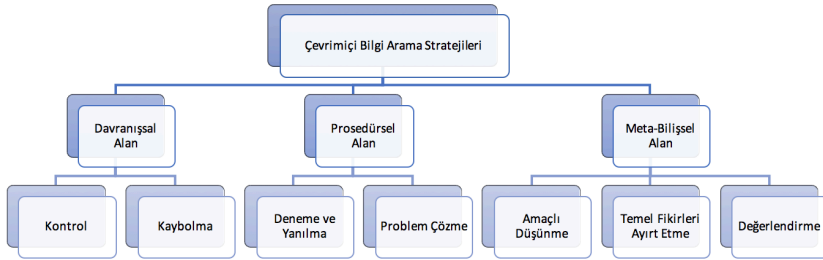 Çevrimiçi Bilgi Arama Stratejileri
Davranışsal
Alan
Prosedürsel
Alan
Meta-Bilişsel
Alan
Kontrol
Kaybolma
Deneme ve
Yanılma
Problem Çözme
Amaçlı
Düşünme
Temel Fikirleri
Ayırt Etme
Değerlendirme